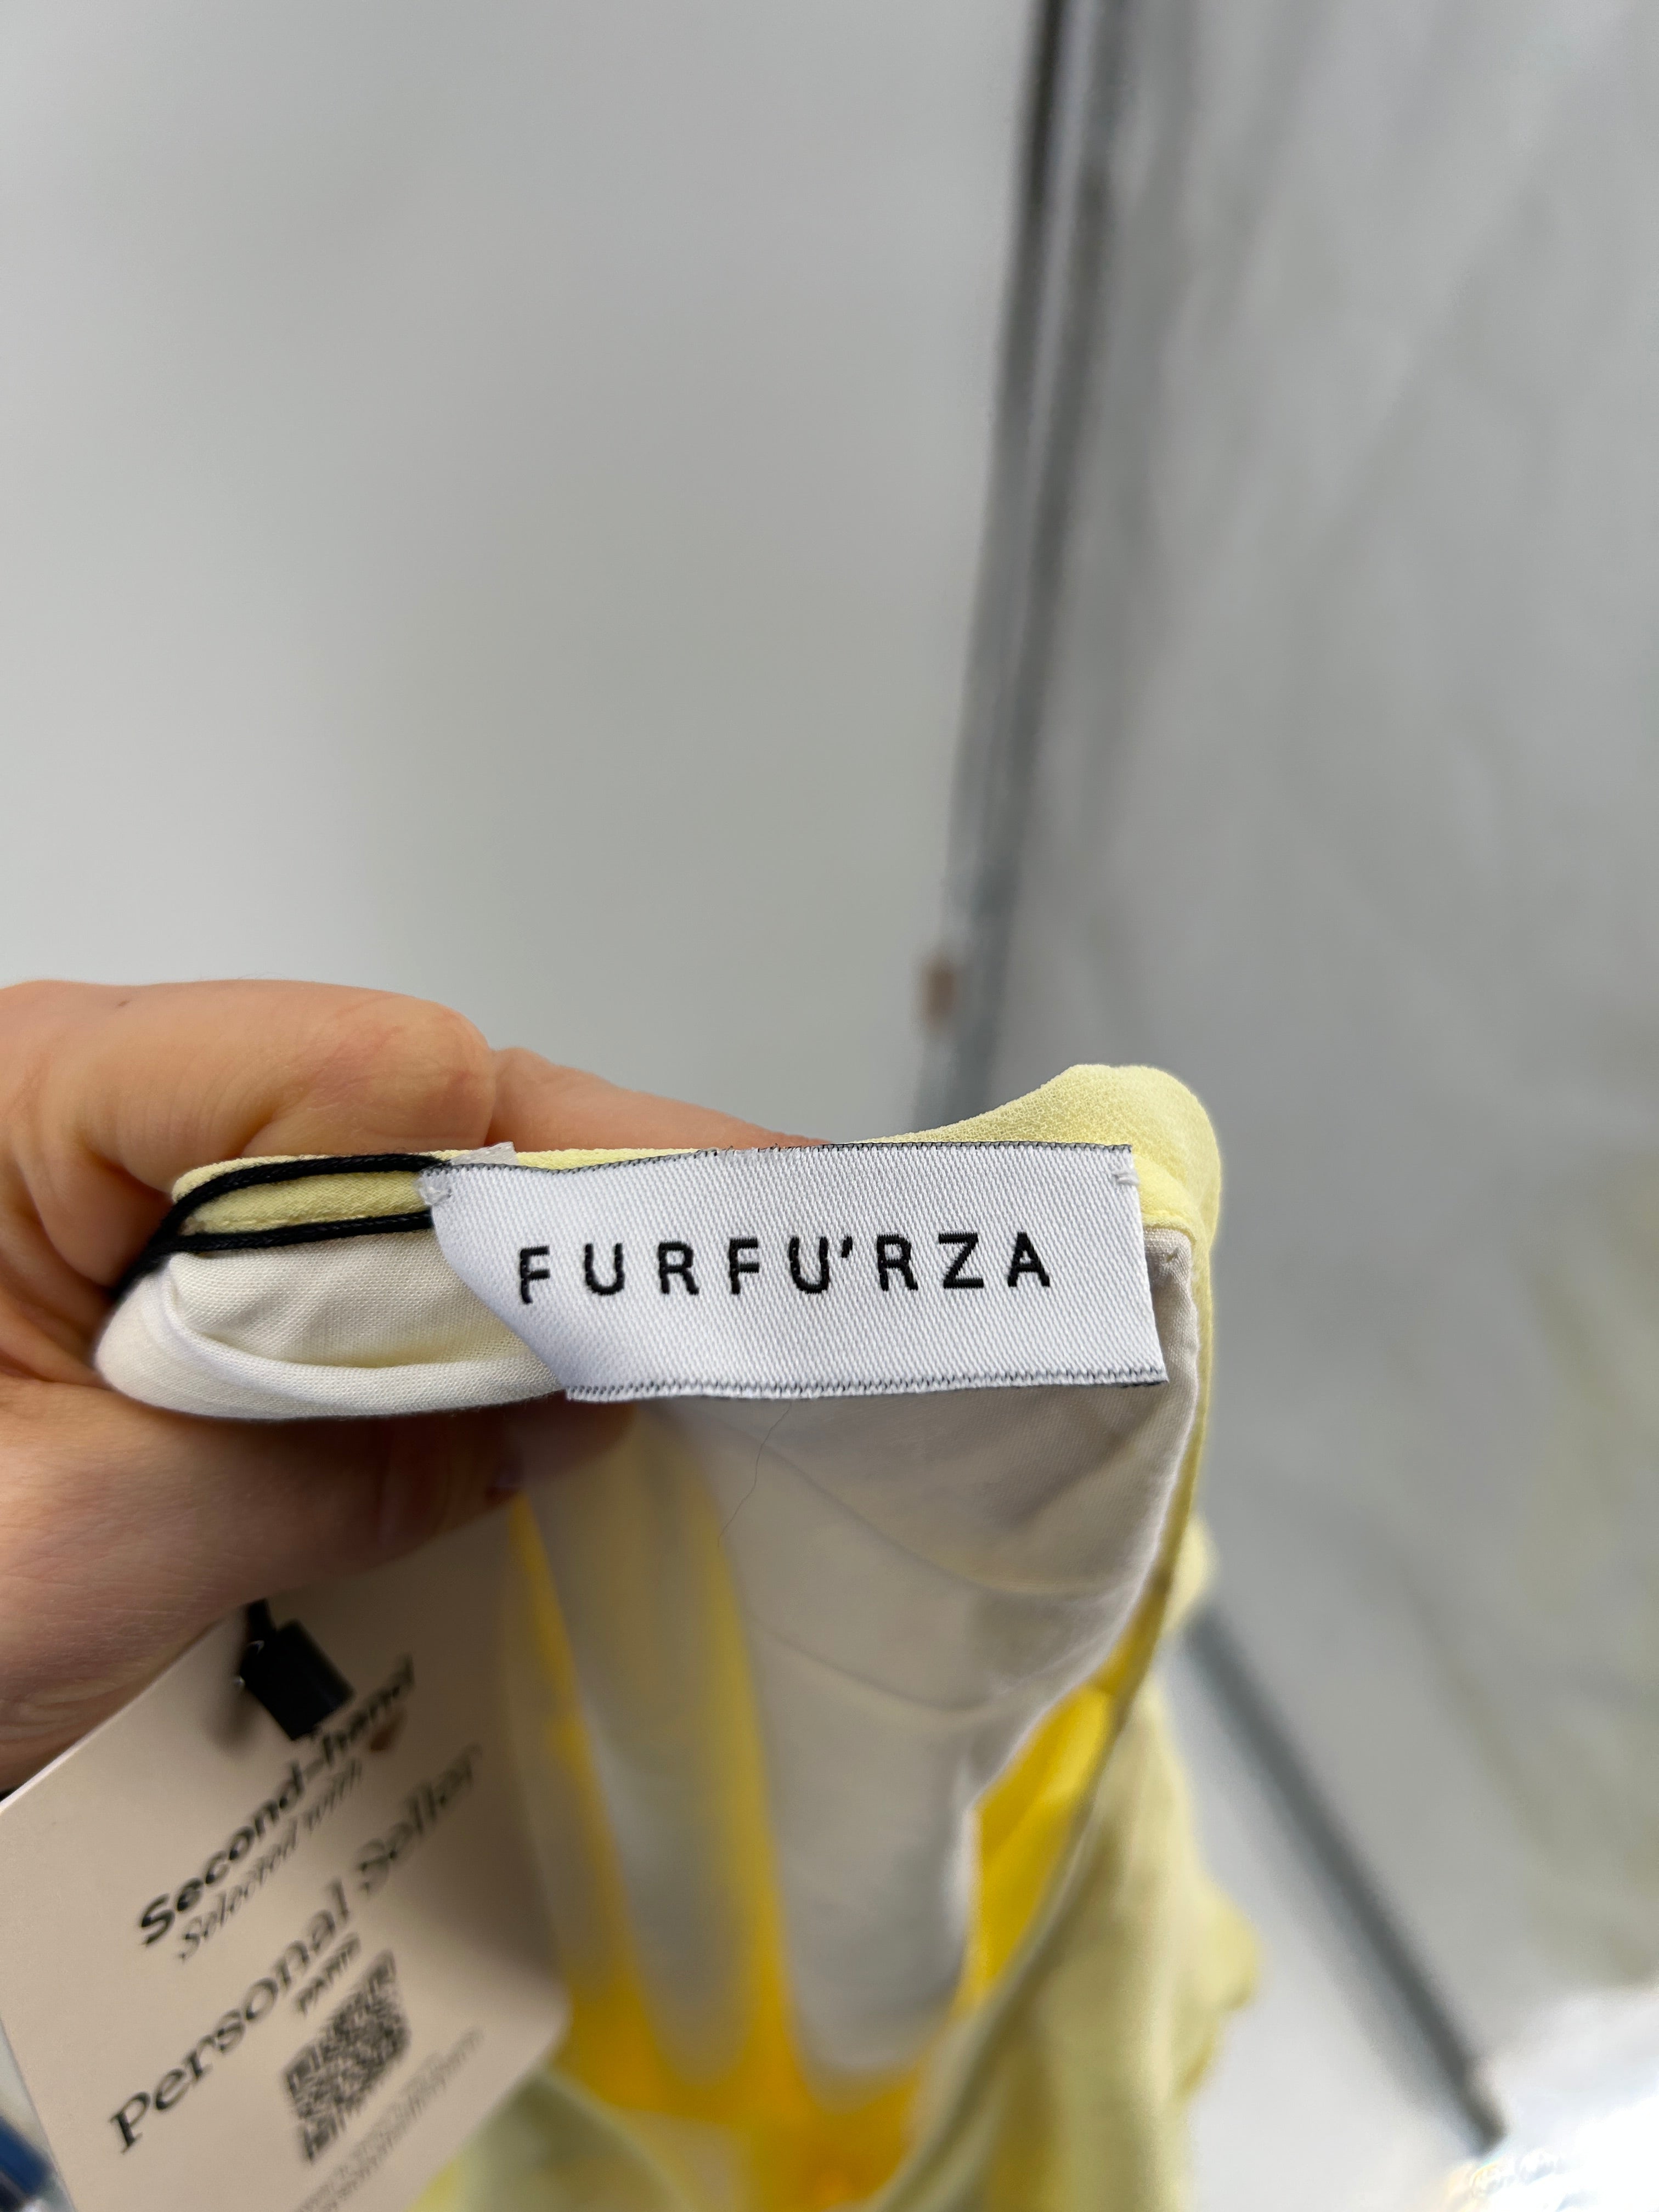 FURFU'RZA
Second-hand
Selected with
Personal Seller
PARIS